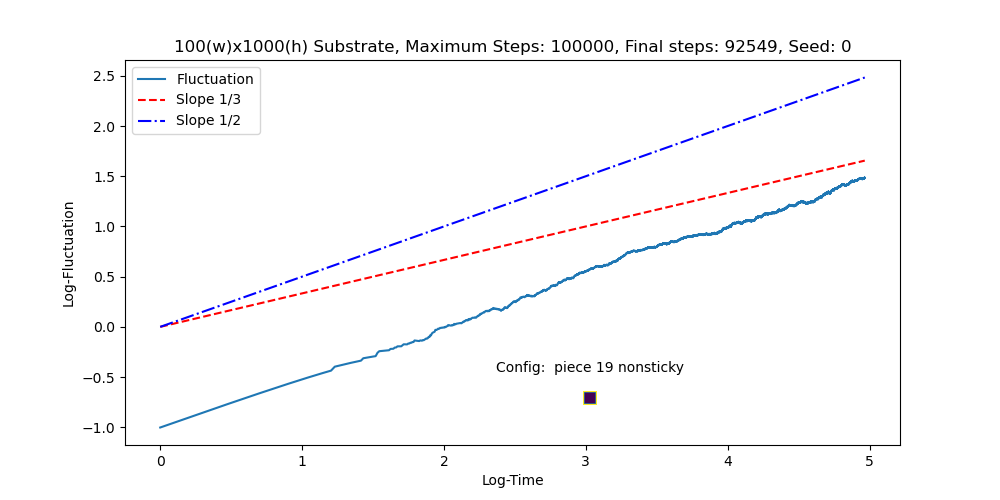 100(w)x1000(h) Substrate, Maximum Steps: 100000, Final steps: 92549, Seed: 0
Fluctuation
Slope 1/3
Slope 1/2
2.5
2.0
1.5
1.0
0.5
0.0
−0.5
−1.0
Log-Fluctuation
Config:  piece 19 nonsticky
0 1 2 3 4 5
Log-Time